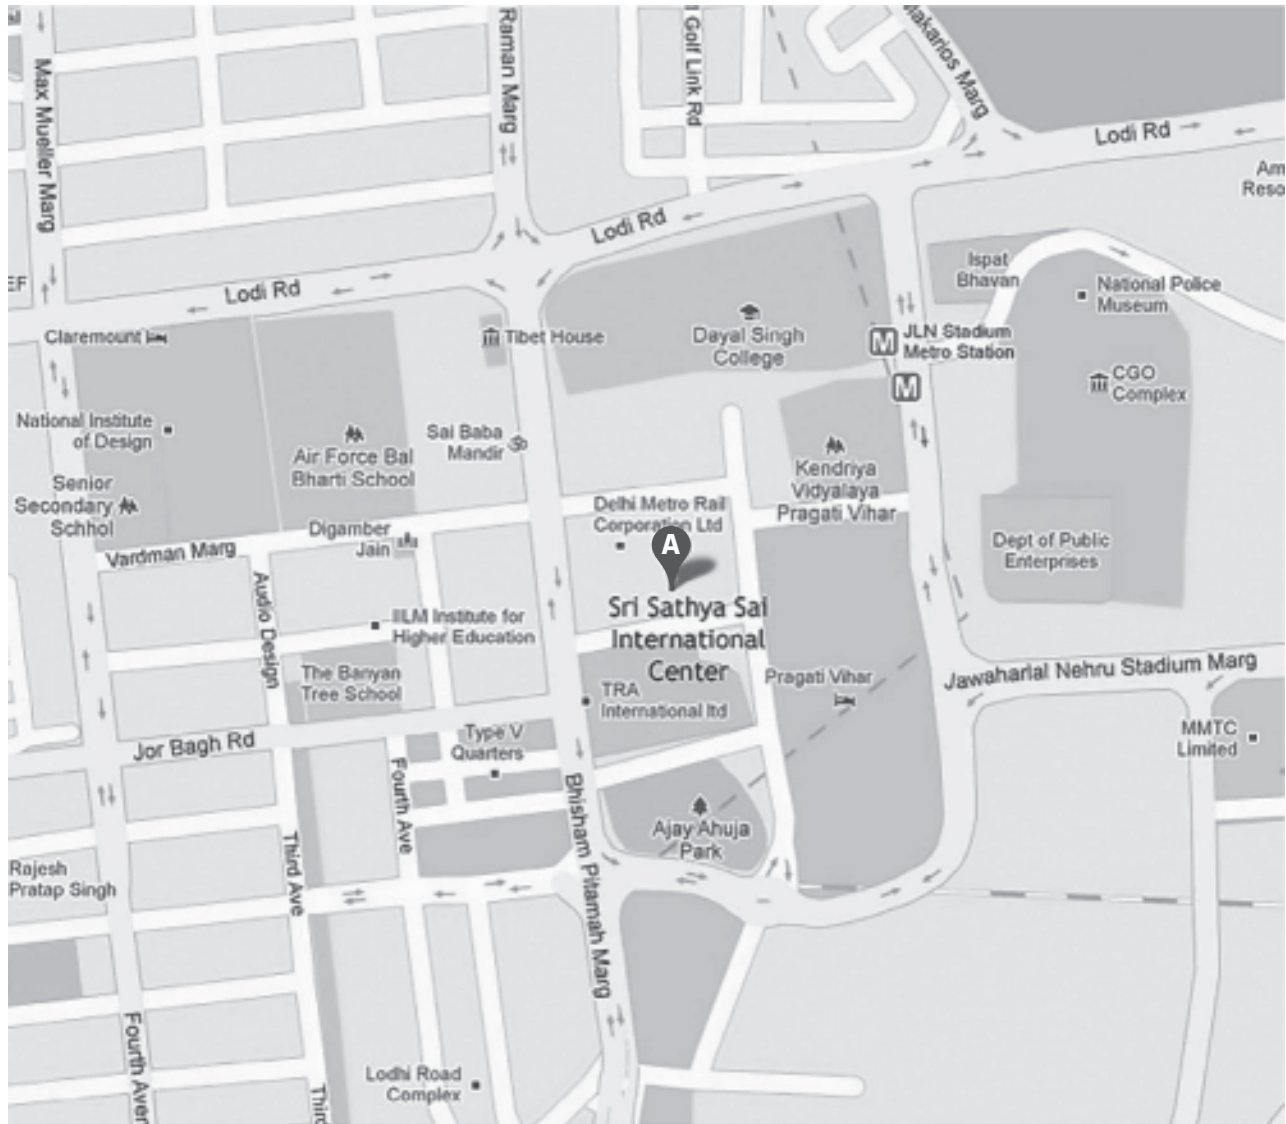 Max Mueller Marg
Raman Marg
Golf Link Rd
Makarios Marg
Lodi Rd
Am
Reso
Lodi Rd
Ispat
Bhavan
National Police
Museum
EF
Lodi Rd
Claremount
Tibet House
Dayal Singh
College
M
JLN Stadium
Metro Station
M
CGO
Complex
National Institute
of Design
Air Force Bal
Bharti School
Sai Baba
Mandir
Kendriya
Vidyalaya
Pragati Vihar
Senior
Secondary
Schhol
Digamber
Jain
Delhi Metro Rail
Corporation Ltd
A
Dept of Public
Enterprises
Vardman Marg
Audio Design
IILM Institute for
Higher Education
Sri Sathya Sai
International
Center
The Banyan
Tree School
TRA
International ltd
Pragati Vihar
Jawaharlal Nehru Stadium Marg
Jor Bagh Rd
Type V
Quarters
MMTC
Limited
Fourth Ave
Bhisham Pitamah Marg
Ajay Ahuja
Park
Third Ave
Rajesh
Pratap Singh
Fourth Aven
Third
Lodhi Road
Complex